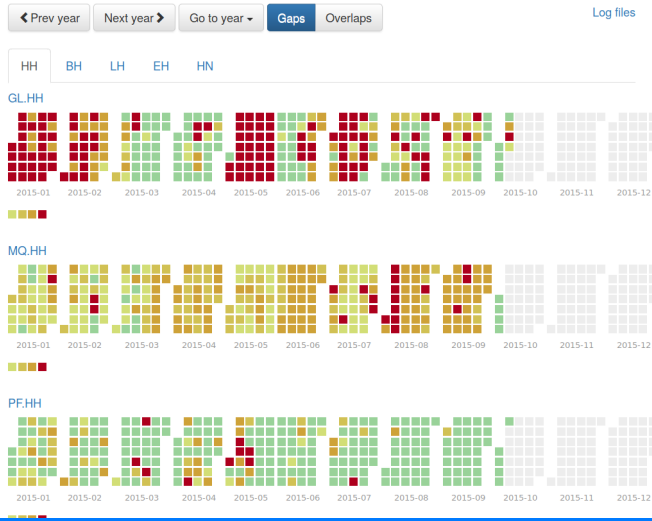 Prev year Next year Go to year Gaps Overlaps Log files
HH BH LH EH HN
GL.HH
2015-01 2015-02 2015-03 2015-04 2015-05 2015-06 2015-07 2015-08 2015-09 2015-10 2015-11 2015-12
MQ.HH
2015-01 2015-02 2015-03 2015-04 2015-05 2015-06 2015-07 2015-08 2015-09 2015-10 2015-11 2015-12
PF.HH
2015-01 2015-02 2015-03 2015-04 2015-05 2015-06 2015-07 2015-08 2015-09 2015-10 2015-11 2015-12